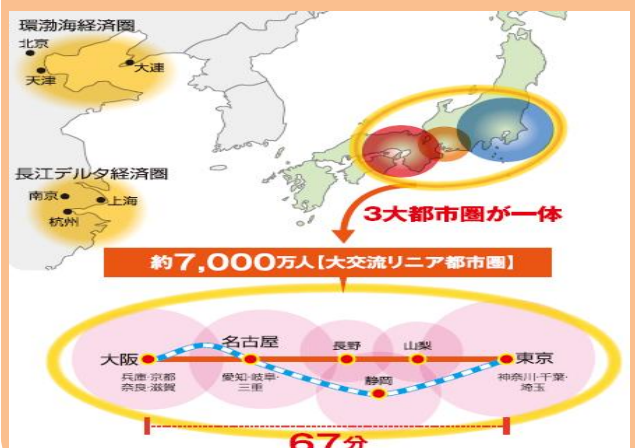 環渤海経済圏
北京
天津
大連
長江デルタ経済圏
南京
上海
杭州
3大都市圏が一体
約7,000万人【大交流リニア都市圏】
大阪
兵庫・京都
奈良・滋賀
名古屋
愛知・岐阜・
三重
長野
山梨
静岡
東京
神奈川・千葉・
埼玉
67分